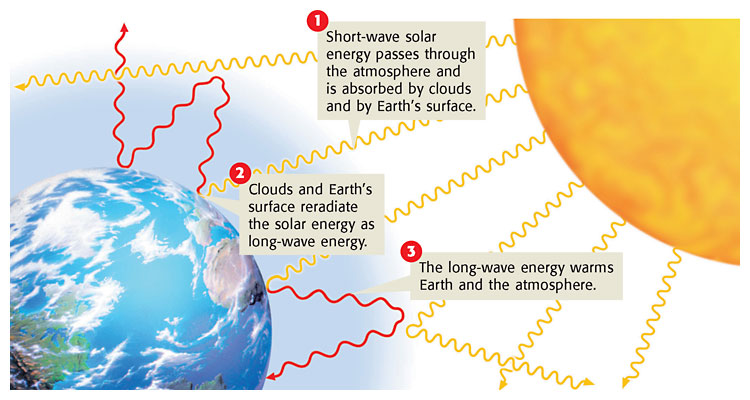 1
Short-wave solar
energy passes through
the atmosphere and
is absorbed by clouds
and by Earth's surface.
2
Clouds and Earth's
surface reradiate
the solar energy as
long-wave energy.
3
The long-wave energy warms
Earth and the atmosphere.